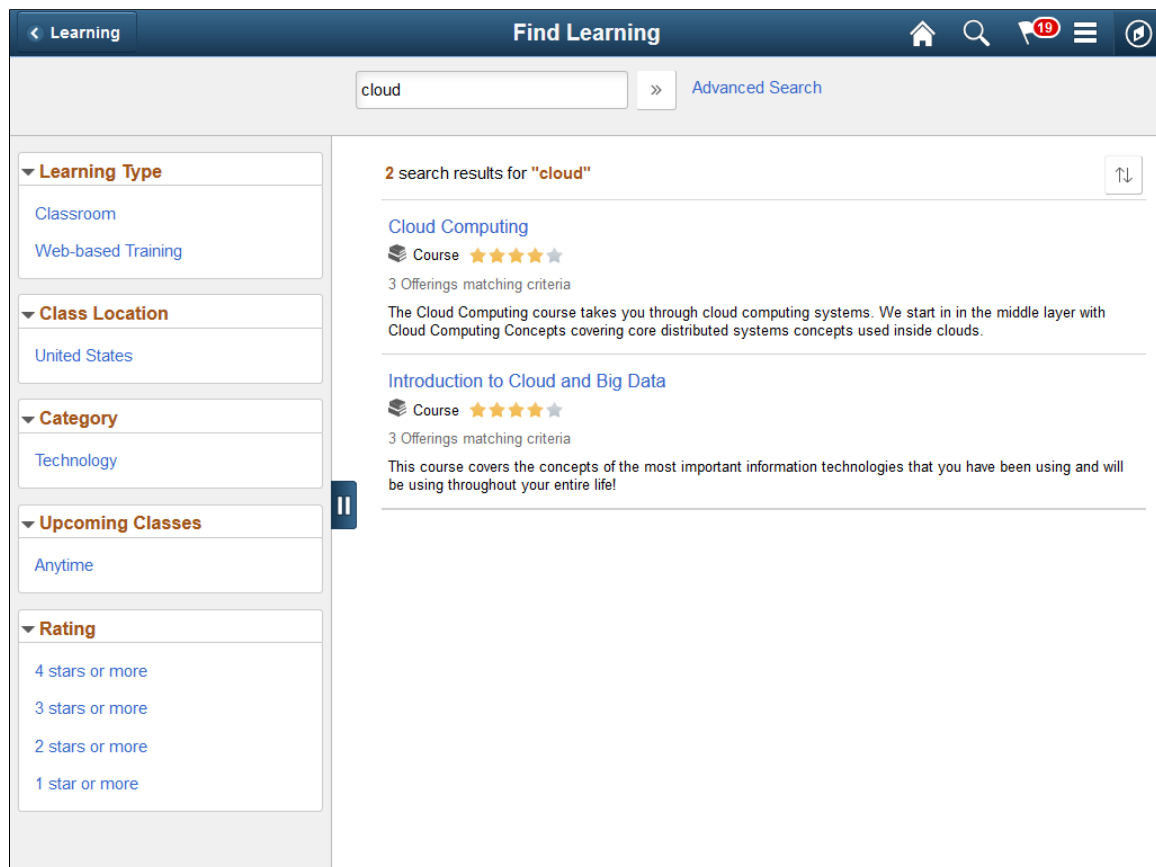 Learning
Find Learning
19
cloud
»
Advanced Search
Learning Type
Classroom
Web-based Training
Class Location
United States
Category
Technology
Upcoming Classes
Anytime
Rating
4 stars or more
3 stars or more
2 stars or more
1 star or more
2 search results for "cloud"
Cloud Computing
Course
3 Offerings matching criteria
The Cloud Computing course takes you through cloud computing systems. We start in in the middle layer with
Cloud Computing Concepts covering core distributed systems concepts used inside clouds.
Introduction to Cloud and Big Data
Course
3 Offerings matching criteria
This course covers the concepts of the most important information technologies that you have been using and will
be using throughout your entire life!